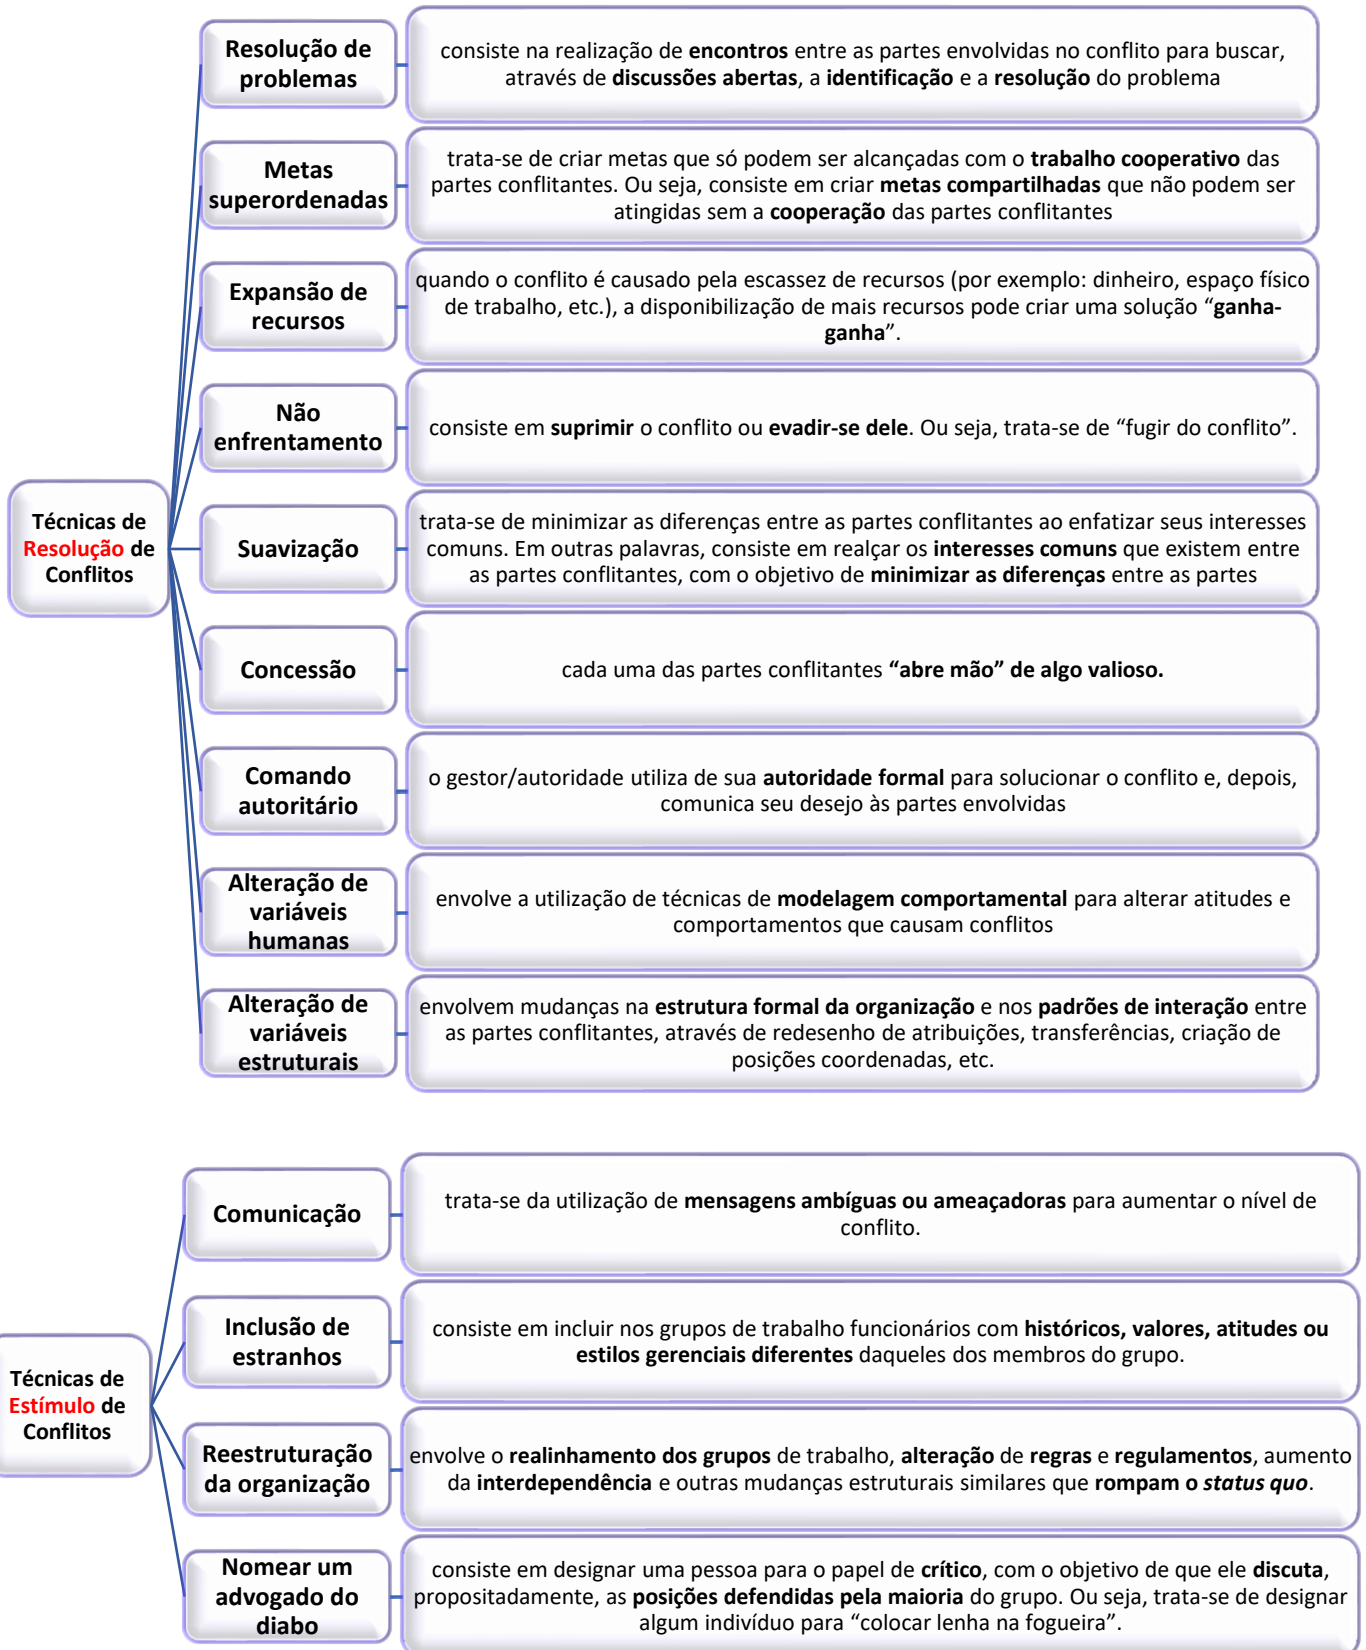 Resolução de
problemas
consiste na realização de encontros entre as partes envolvidas no conflito para buscar,
através de discussões abertas, a identificação e a resolução do problema
Metas
superordenadas
trata-se de criar metas que só podem ser alcançadas com o trabalho cooperativo das
partes conflitantes. Ou seja, consiste em criar metas compartilhadas que não podem ser
atingidas sem a cooperação das partes conflitantes
Expansão de
recursos
quando o conflito é causado pela escassez de recursos (por exemplo: dinheiro, espaço físico
de trabalho, etc.), a disponibilização de mais recursos pode criar uma solução “ganha-
ganha”.
Não
enfrentamento
consiste em suprimir o conflito ou evadir-se dele. Ou seja, trata-se de “fugir do conflito”.
Técnicas de
Resolução de
Conflitos
Suavização
trata-se de minimizar as diferenças entre as partes conflitantes ao enfatizar seus interesses
comuns. Em outras palavras, consiste em realçar os interesses comuns que existem entre
as partes conflitantes, com o objetivo de minimizar as diferenças entre as partes
Concessão
cada uma das partes conflitantes “abre mão” de algo valioso.
Comando
autoritário
o gestor/autoridade utiliza de sua autoridade formal para solucionar o conflito e, depois,
comunica seu desejo às partes envolvidas
Alteração de
variáveis
humanas
envolve a utilização de técnicas de modelagem comportamental para alterar atitudes e
comportamentos que causam conflitos
Alteração de
variáveis
estruturais
envolvem mudanças na estrutura formal da organização e nos padrões de interação entre
as partes conflitantes, através de redesenho de atribuições, transferências, criação de
posições coordenadas, etc.
Comunicação
trata-se da utilização de mensagens ambíguas ou ameaçadoras para aumentar o nível de
conflito.
Inclusão de
estranhos
consiste em incluir nos grupos de trabalho funcionários com históricos, valores, atitudes ou
estilos gerenciais diferentes daqueles dos membros do grupo.
Técnicas de
Estímulo de
Conflitos
Reestruturação
da organização
envolve o realinhamento dos grupos de trabalho, alteração de regras e regulamentos, aumento
da interdependência e outras mudanças estruturais similares que rompam o status quo.
Nomear um
advogado do
diabo
consiste em designar uma pessoa para o papel de crítico, com o objetivo de que ele discuta,
propositadamente, as posições defendidas pela maioria do grupo. Ou seja, trata-se de designar
algum indivíduo para “colocar lenha na fogueira”.